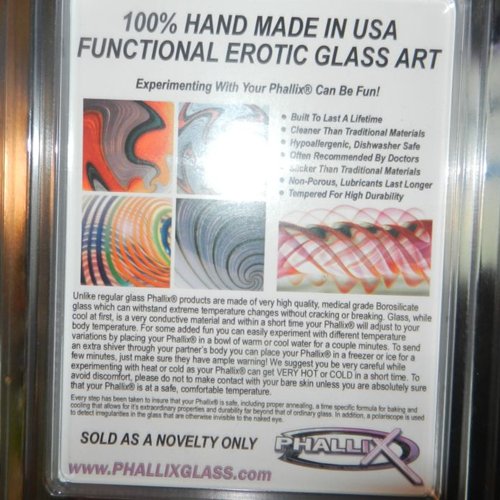 100% HAND MADE IN USA
FUNCTIONAL EROTIC GLASS ART
Experimenting With Your Phallix® Can Be Fun!
• Built To Last A Lifetime
• Cleaner Than Traditional Materials
• Hypoallergenic, Dishwasher Safe
• Often Recommended By Doctors
• Slicker Than Traditional Materials
• Non-Porous, Lubricants Last Longer
• Tempered For High Durability
Unlike regular glass Phallix® products are made of very high quality, medical grade Borosilicate
glass which can withstand extreme temperature changes without cracking or breaking. Glass, while
cool at first, is a very conductive material and within a short time your Phallix® will adjust to your
body temperature. For some added fun you can easily experiment with different temperature
variations by placing your Phallix® in a bowl of warm or cool water for a couple minutes. To send
an extra shiver through your partner's body you can place your Phallix® in a freezer or ice for a
few minutes, just make sure they have ample warning! We suggest you be very careful while
experimenting with heat or cold as your Phallix® can get VERY HOT or COLD in a short time. To
avoid discomfort, please do not to make contact with your bare skin unless you are absolutely sure
that your Phallix® is at a safe, comfortable temperature.
Every step has been taken to insure that your Phallix® is safe, including proper annealing, a time specific formula for baking and
cooling that allows for it's extraordinary properties and durability far beyond that of ordinary glass. In addition, a polariscope is used
to detect irregularities in the glass that are otherwise invisible to the naked eye.
SOLD AS A NOVELTY ONLY
PHALLIX
www.PHALLIXGLASS.com